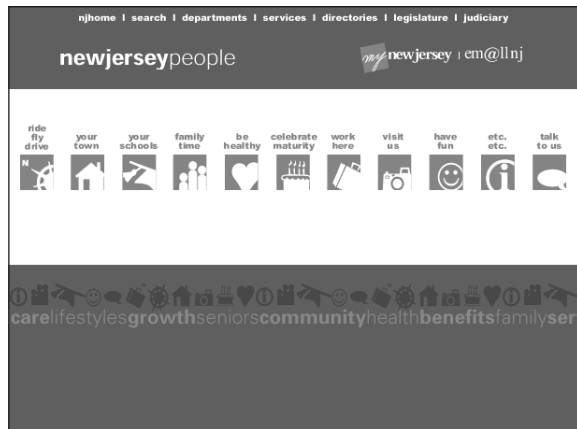 njhome | search | departments | services | directories | legislature | judiciary
newjerseypeople
my newjersey | em@llnj
ride fly drive
your town
your schools
family time
be healthy
celebrate maturity
work here
visit us
have fun
etc. etc.
talk to us
N
i
carelifestylesgrowthseniorscommunityhealthbenefitsfamilyser